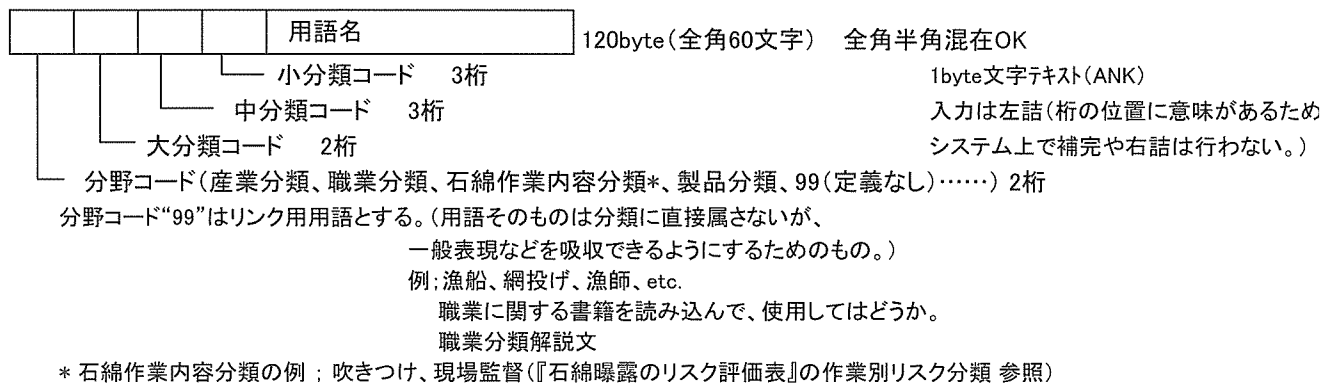 用語名
120byte(全角60文字) 全角半角混在OK
小分類コード 3桁
1byte文字テキスト(ANK)
中分類コード 3桁
入力は左詰(桁の位置に意味があるため
大分類コード 2桁
システム上で補完や右詰は行わない。)
分野コード(産業分類、職業分類、石綿作業内容分類*、製品分類、99(定義なし)……) 2桁
分野コード“99”はリンク用用語とする。(用語そのものは分類に直接属さないが、
一般表現などを吸収できるようにするためのもの。)
例;漁船、網投げ、漁師、etc.
職業に関する書籍を読み込んで、使用してはどうか。
職業分類解説文
* 石綿作業内容分類の例 ; 吹きつけ、現場監督(『石綿曝露のリスク評価表』の作業別リスク分類 参照)